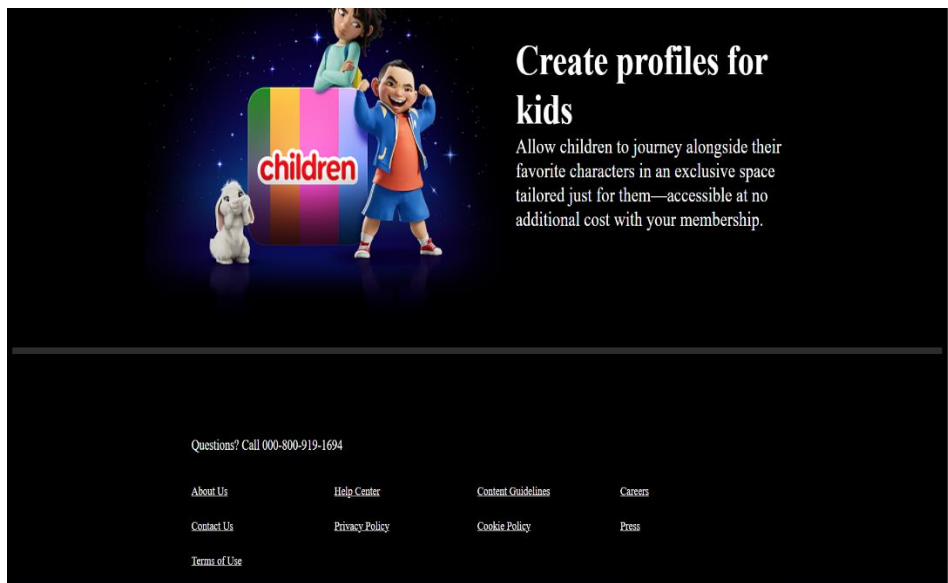 children
Create profiles for
kids
Allow children to journey alongside their
favorite characters in an exclusive space
tailored just for them—accessible at no
additional cost with your membership.
Questions? Call 000-800-919-1694
About Us Help Center Content Guidelines Careers
Contact Us Privacy Policy Cookie Policy Press
Terms of Use